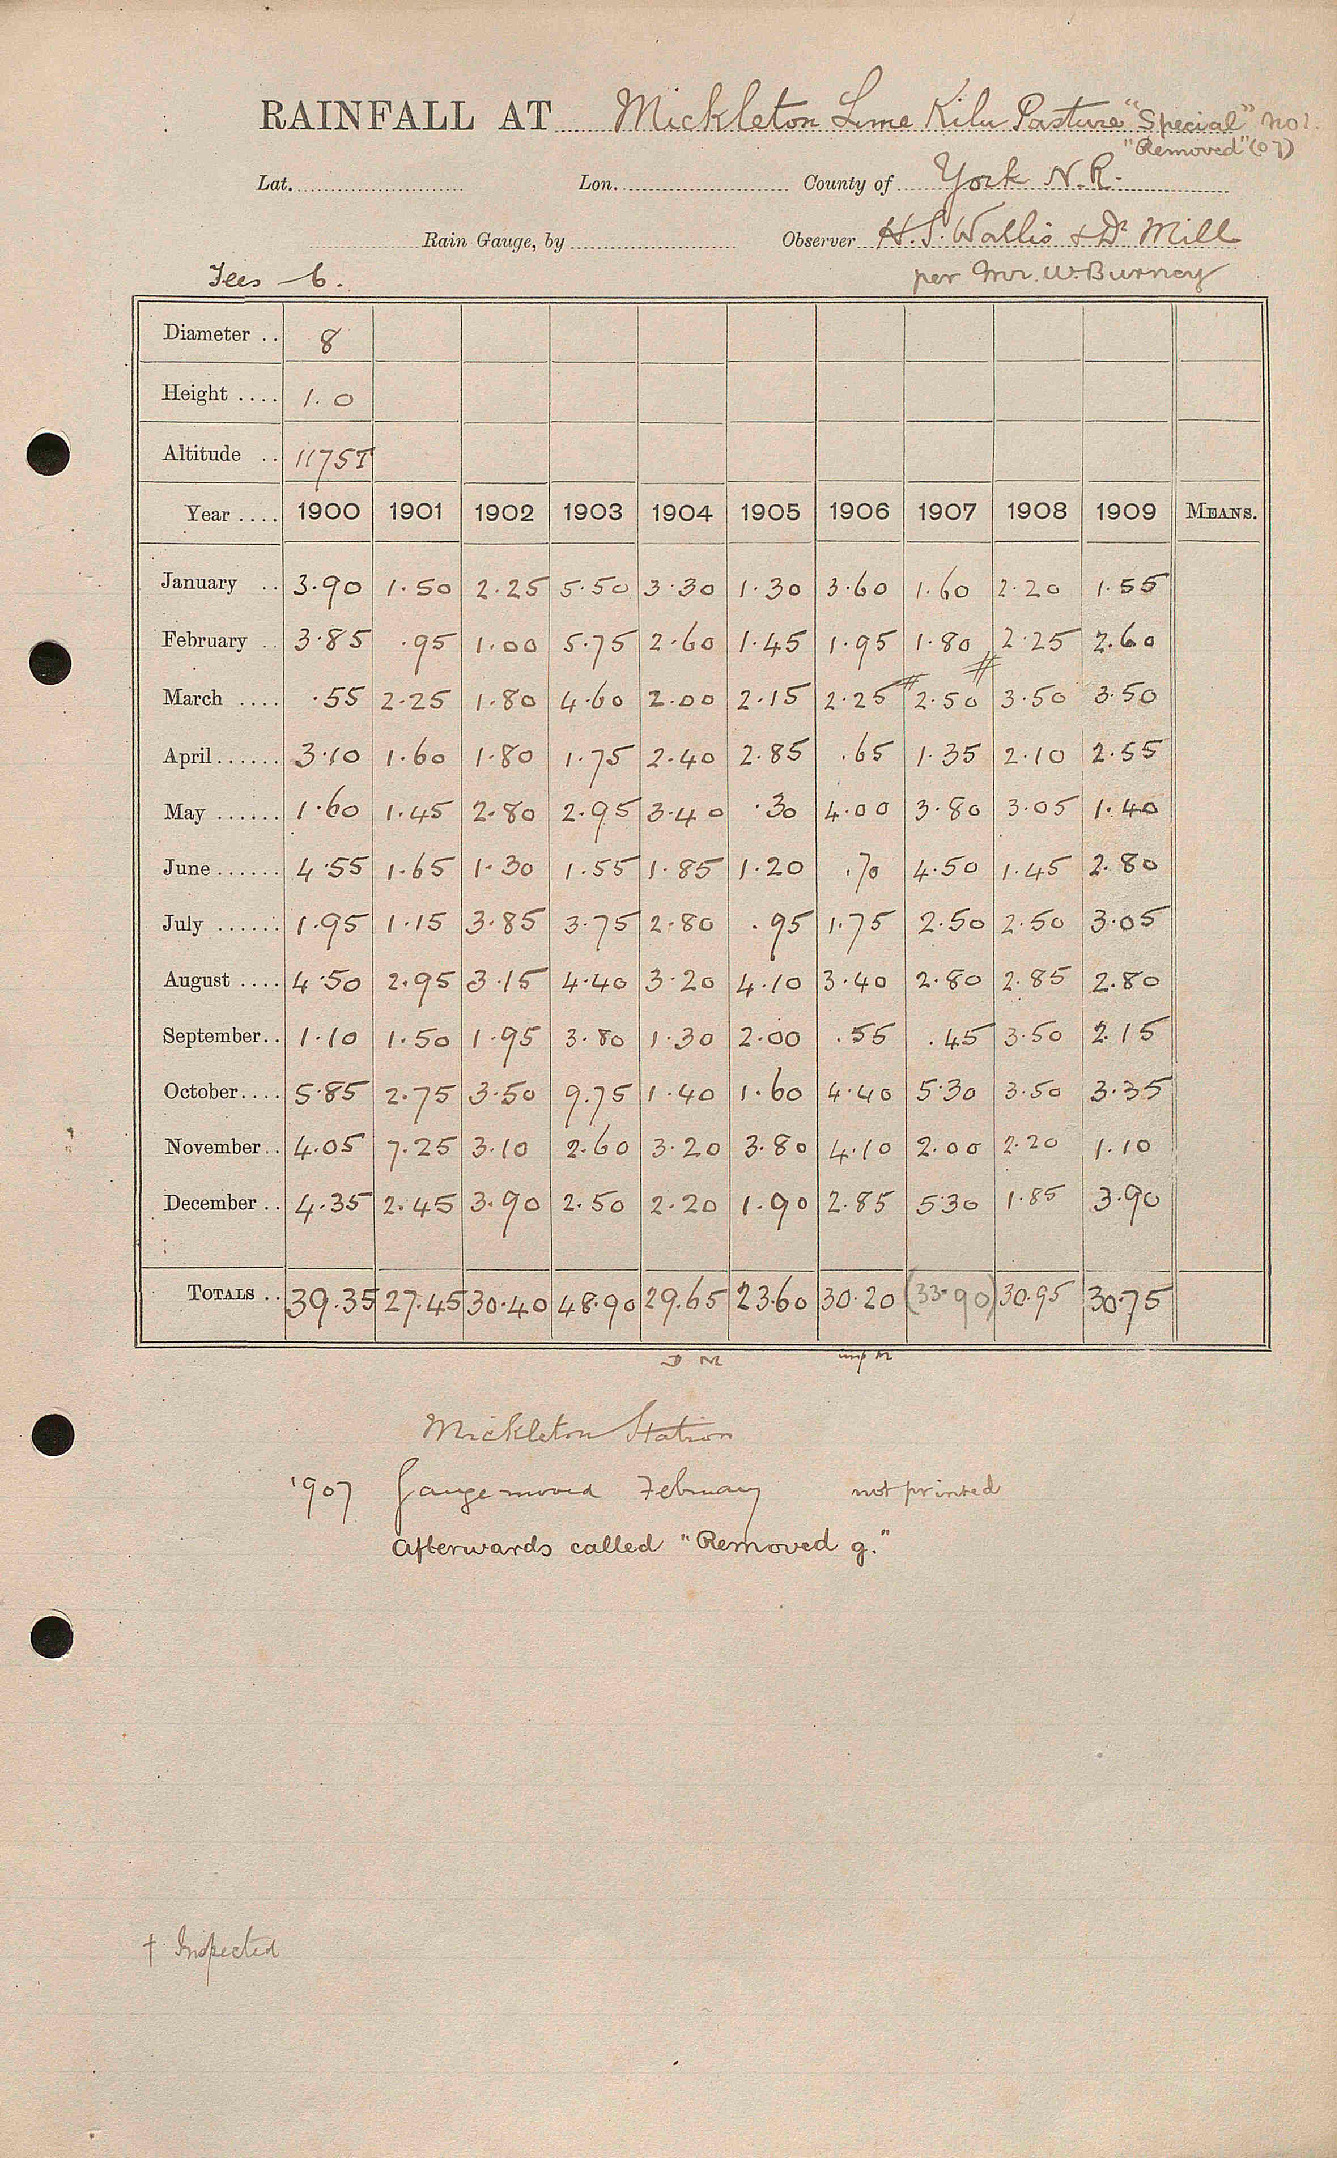 RAINFALL AT Mickleton Lime Kiln Pasture "Special" No 1.
"Removed" (07)
Lat. Lon. County of York N.R.
Rain Gauge, by Observer H.S. Wallis & Dr Mill
Tees - 6. per Mr. W. Burney
Diameter .. 8
Height .... 1.0
Altitude .. 1175T
Year .... 1900 1901 1902 1903 1904 1905 1906 1907 1908 1909 MEANS.
January .. 3.90 1.50 2.25 5.50 3.30 1.30 3.60 1.60 2.20 1.55
February .. 3.85 .95 1.00 5.75 2.60 1.45 1.95 1.80 2.25 2.60
March .... .55 2.25 1.80 4.60 2.00 2.15 2.25 # 2.50 # 3.50 3.50
April ...... 3.10 1.60 1.80 1.75 2.40 2.85 .65 1.35 2.10 2.55
May ...... 1.60 1.45 2.80 2.95 3.40 .30 4.00 3.80 3.05 1.40
June ...... 4.55 1.65 1.30 1.55 1.85 1.20 .70 4.50 1.45 2.80
July ...... 1.95 1.15 3.85 3.75 2.80 .95 1.75 2.50 2.50 3.05
August .... 4.50 2.95 3.15 4.40 3.20 4.10 3.40 2.80 2.85 2.80
September.. 1.10 1.50 1.95 3.80 1.30 2.00 .55 .45 3.50 2.15
October.... 5.85 2.75 3.50 9.75 1.40 1.60 4.40 5.30 3.50 3.35
November.. 4.05 7.25 3.10 2.60 3.20 3.80 4.10 2.00 2.20 1.10
December .. 4.35 2.45 3.90 2.50 2.20 1.90 2.85 5.30 1.85 3.90
TOTALS .. 39.35 27.45 30.40 48.90 29.65 23.60 30.20 (33.90) 30.95 30.75
Mickleton Station
1907 Gauge moved February not printed
Afterwards called "Removed g."
† Inspected